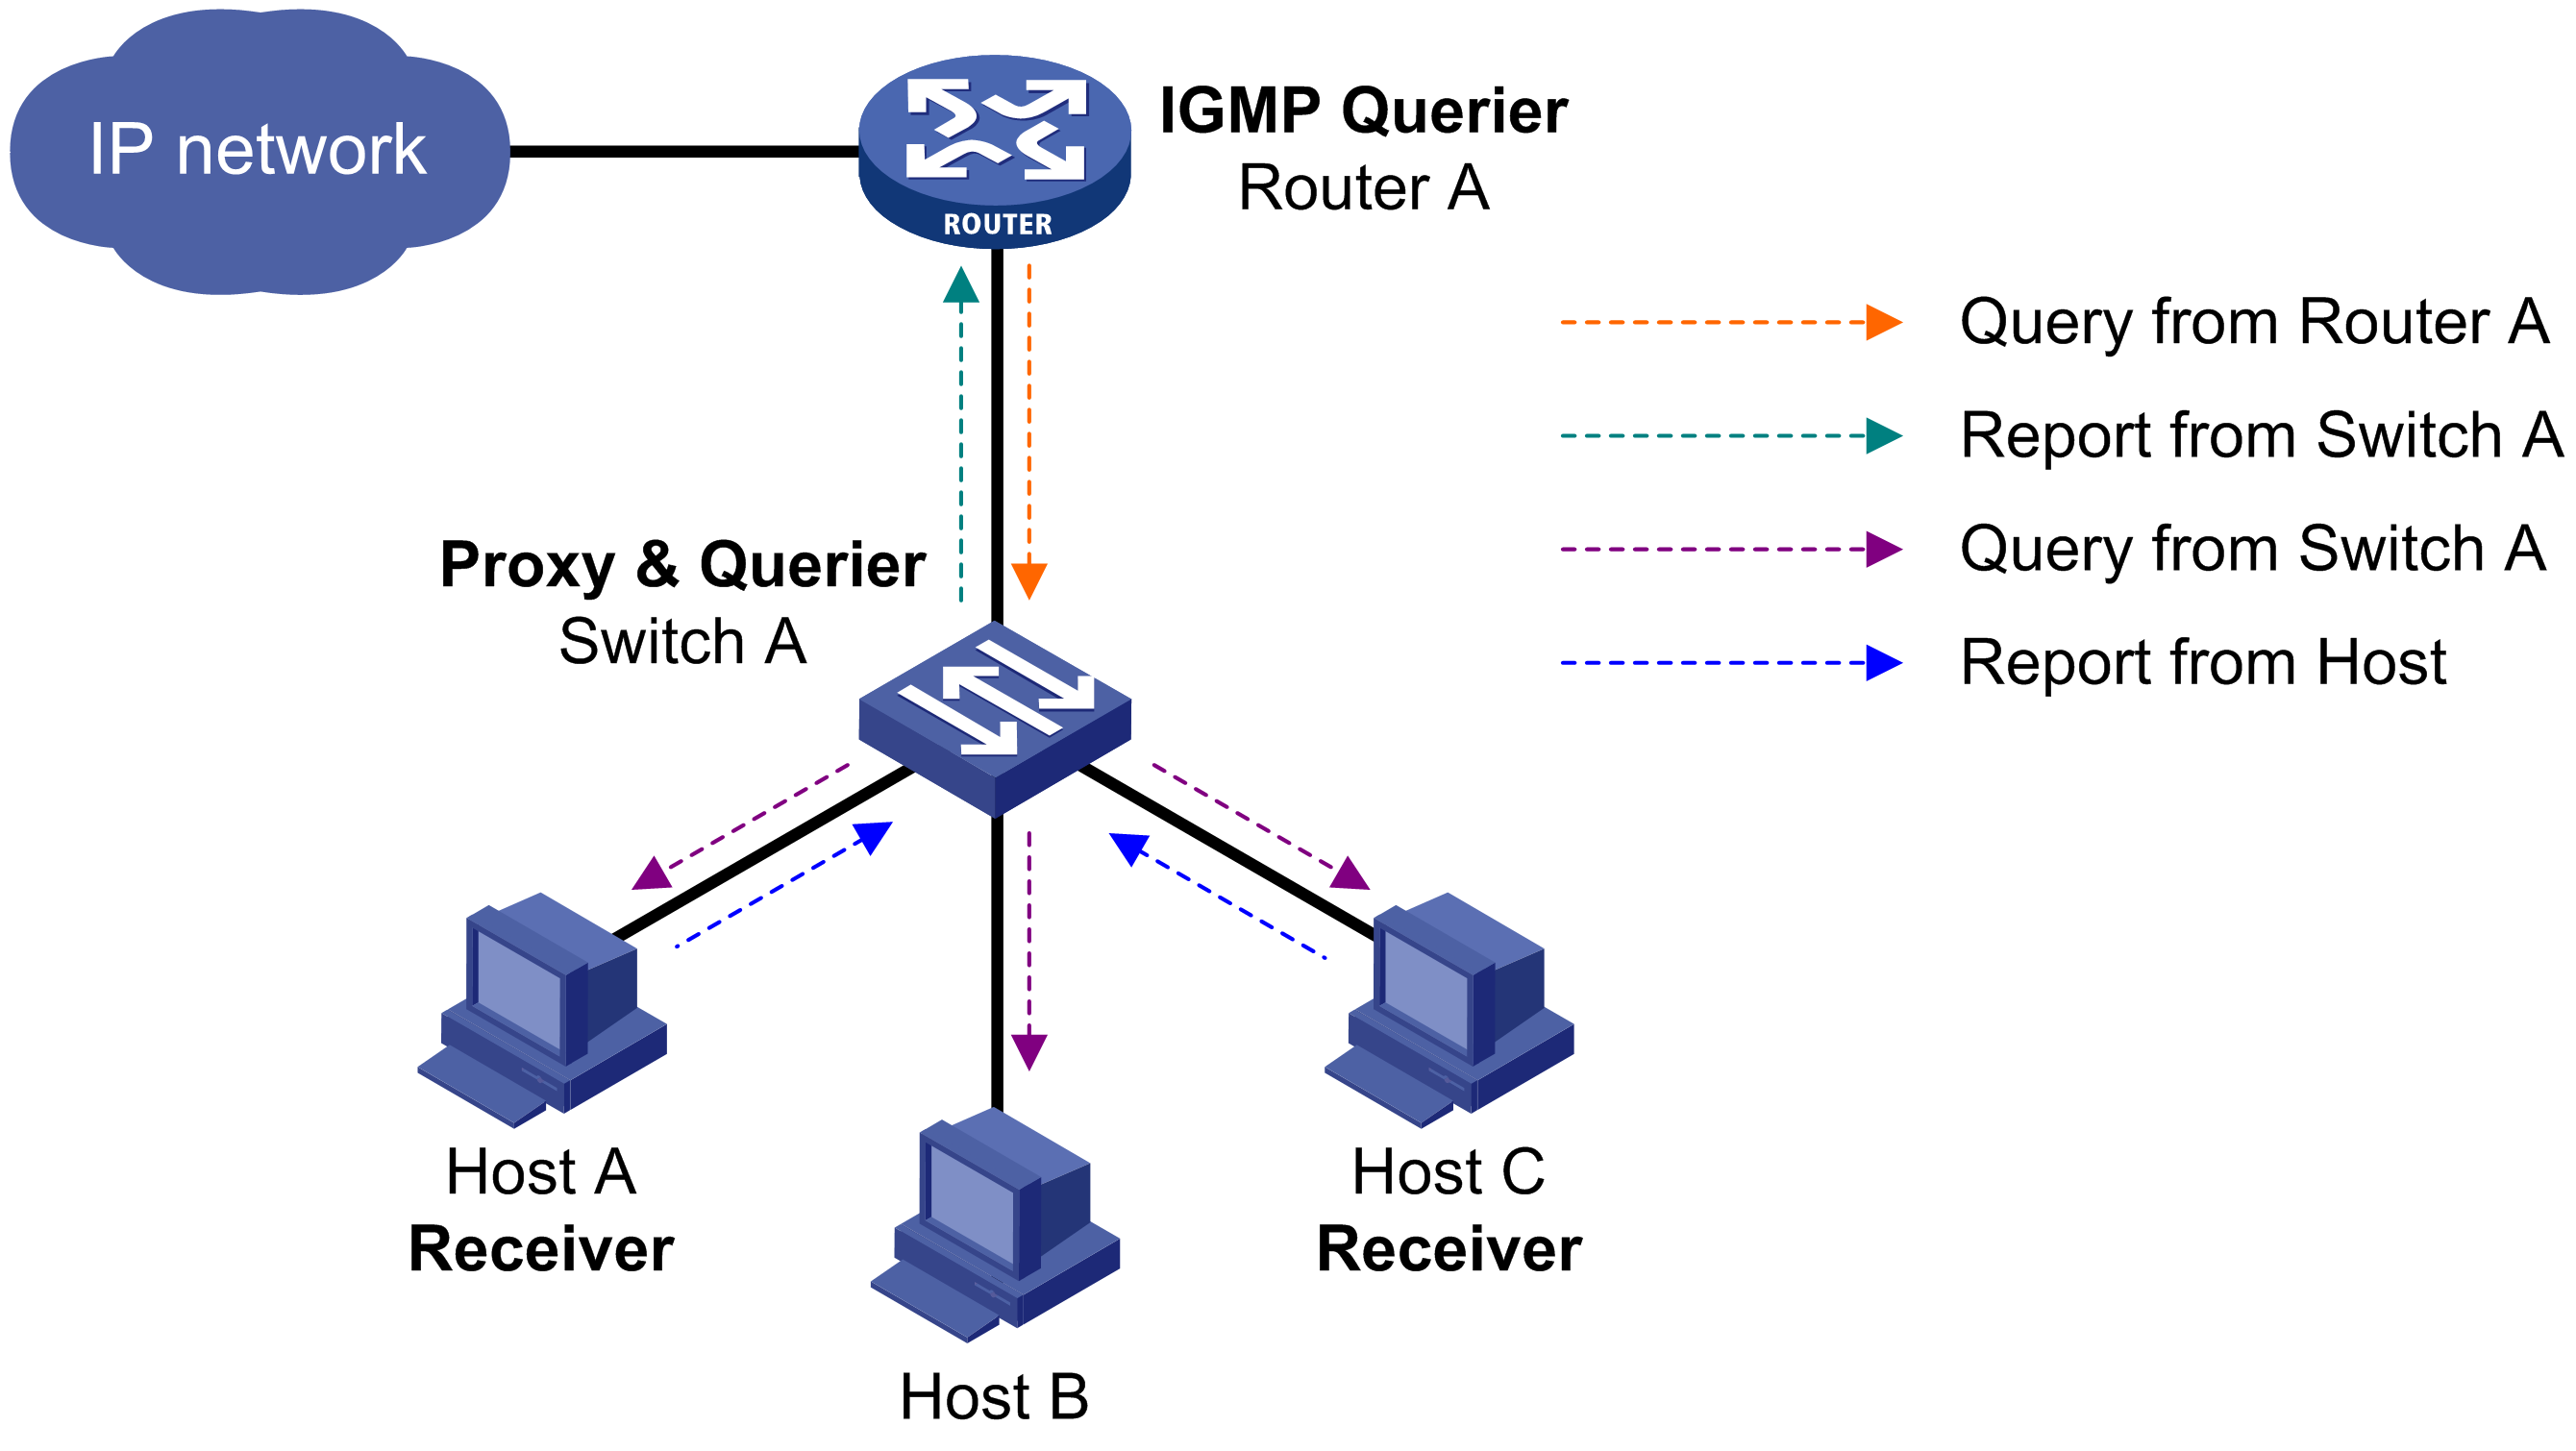 IP network
IGMP Querier
Router A
ROUTER
Query from Router A
Report from Switch A
Query from Switch A
Report from Host
Proxy & Querier
Switch A
Host A
Receiver
Host C
Receiver
Host B